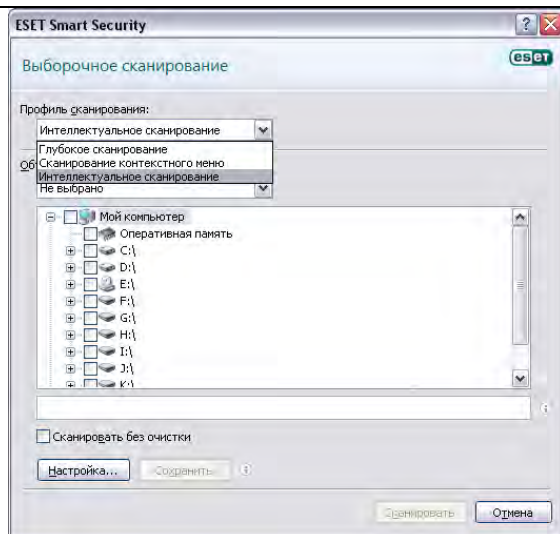 ESET Smart Security
Выборочное сканирование
eset
Профиль сканирования:
Интеллектуальное сканирование
Глубокое сканирование
Сканирование контекстного меню
Интеллектуальное сканирование
Об
Не выбрано
Мой компьютер
Оперативная память
C:\
D:\
E:\
F:\
G:\
H:\
I:\
J:\
K:\
Сканировать без очистки
Настройка... Сохранить
Сканировать Отмена